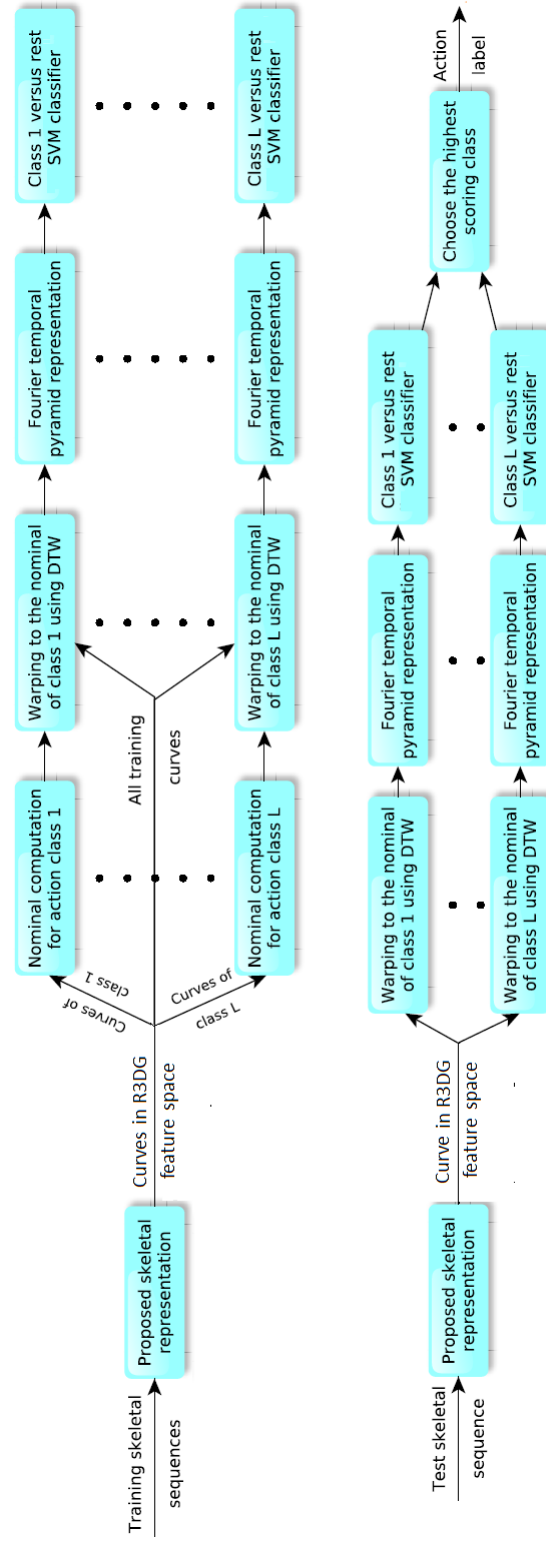 Training skeletal
sequences
Proposed skeletal
representation
Curves in R3DG
feature space
Curves of
class 1
Curves of
class L
Nominal computation
for action class 1
Nominal computation
for action class L
All training
curves
Warping to the nominal
of class 1 using DTW
Warping to the nominal
of class L using DTW
Fourier temporal
pyramid representation
Fourier temporal
pyramid representation
Class 1 versus rest
SVM classifier
Class L versus rest
SVM classifier
Test skeletal
sequence
Proposed skeletal
representation
Curve in R3DG
feature space
Warping to the nominal
of class 1 using DTW
Warping to the nominal
of class L using DTW
Fourier temporal
pyramid representation
Fourier temporal
pyramid representation
Class 1 versus rest
SVM classifier
Class L versus rest
SVM classifier
Choose the highest
scoring class
Action
label